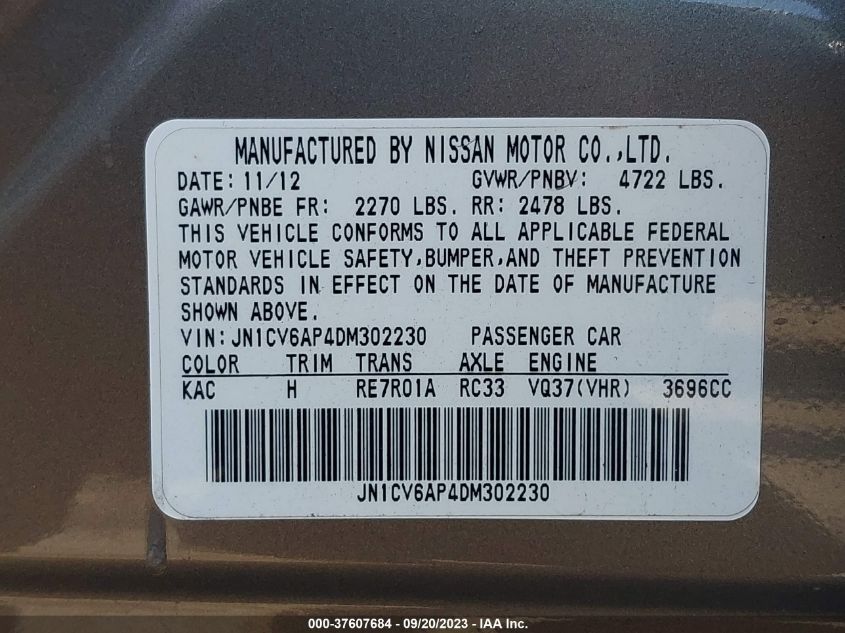 MANUFACTURED BY NISSAN MOTOR CO.,LTD.
DATE: 11/12 GVWR/PNBV: 4722 LBS.
GAWR/PNBE FR: 2270 LBS. RR: 2478 LBS.
THIS VEHICLE CONFORMS TO ALL APPLICABLE FEDERAL
MOTOR VEHICLE SAFETY,BUMPER,AND THEFT PREVENTION
STANDARDS IN EFFECT ON THE DATE OF MANUFACTURE
SHOWN ABOVE.
VIN: JN1CV6AP4DM302230 PASSENGER CAR
COLOR TRIM TRANS AXLE ENGINE
KAC H RE7R01A RC33 VQ37(VHR) 3696CC
JN1CV6AP4DM302230
000-37607684 - 09/20/2023 - IAA Inc.